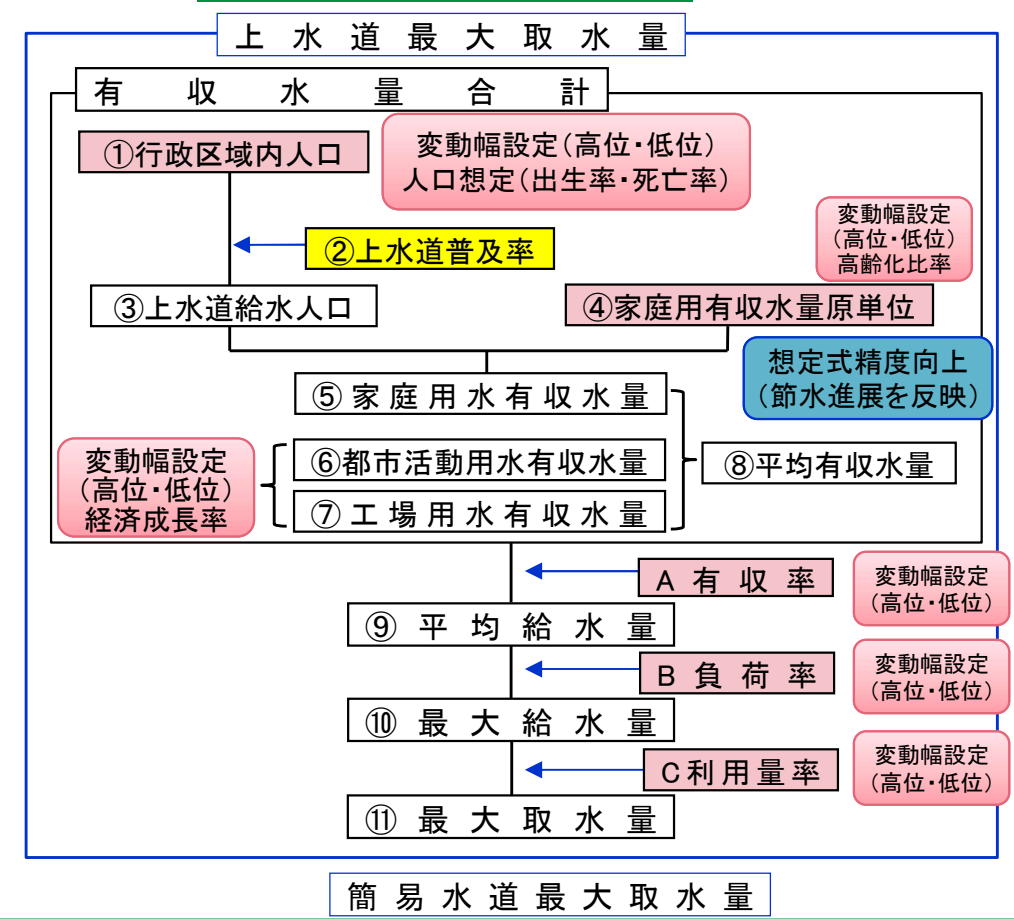 上水道最大取水量
有収水量合計
①行政区域内人口
変動幅設定(高位・低位)
人口想定(出生率・死亡率)
変動幅設定
(高位・低位)
高齢化比率
②上水道普及率
③上水道給水人口
④家庭用有収水量原単位
想定式精度向上
(節水進展を反映)
⑤家庭用水有収水量
変動幅設定
(高位・低位)
経済成長率
⑥都市活動用水有収水量
⑧平均有収水量
⑦工場用水有収水量
A有収率
変動幅設定
(高位・低位)
⑨平均給水量
B負荷率
変動幅設定
(高位・低位)
⑩最大給水量
C利用量率
変動幅設定
(高位・低位)
⑪最大取水量
簡易水道最大取水量